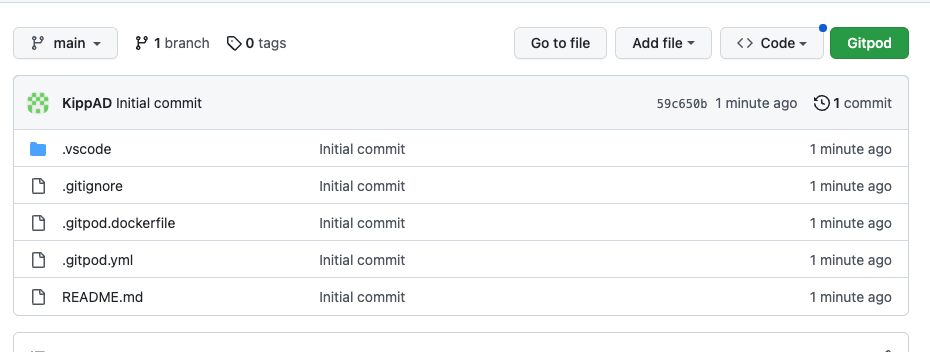 main 1 branch 0 tags Go to file Add file Code Gitpod
KippAD Initial commit 59c650b 1 minute ago 1 commit
.vscode Initial commit 1 minute ago
.gitignore Initial commit 1 minute ago
.gitpod.dockerfile Initial commit 1 minute ago
.gitpod.yml Initial commit 1 minute ago
README.md Initial commit 1 minute ago